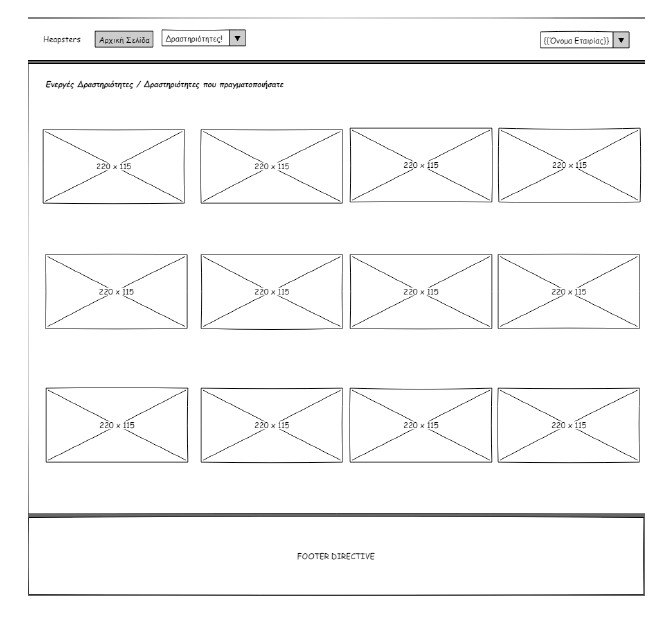 Heapsters Αρχική Σελίδα Δραστηριότητες! ▼ {{Όνομα Εταιρίας}} ▼
Ενεργές Δραστηριότητες / Δραστηριότητες που πραγματοποιήσατε
220 x 115 220 x 115 220 x 115 220 x 115
220 x 115 220 x 115 220 x 115 220 x 115
220 x 115 220 x 115 220 x 115 220 x 115
FOOTER DIRECTIVE